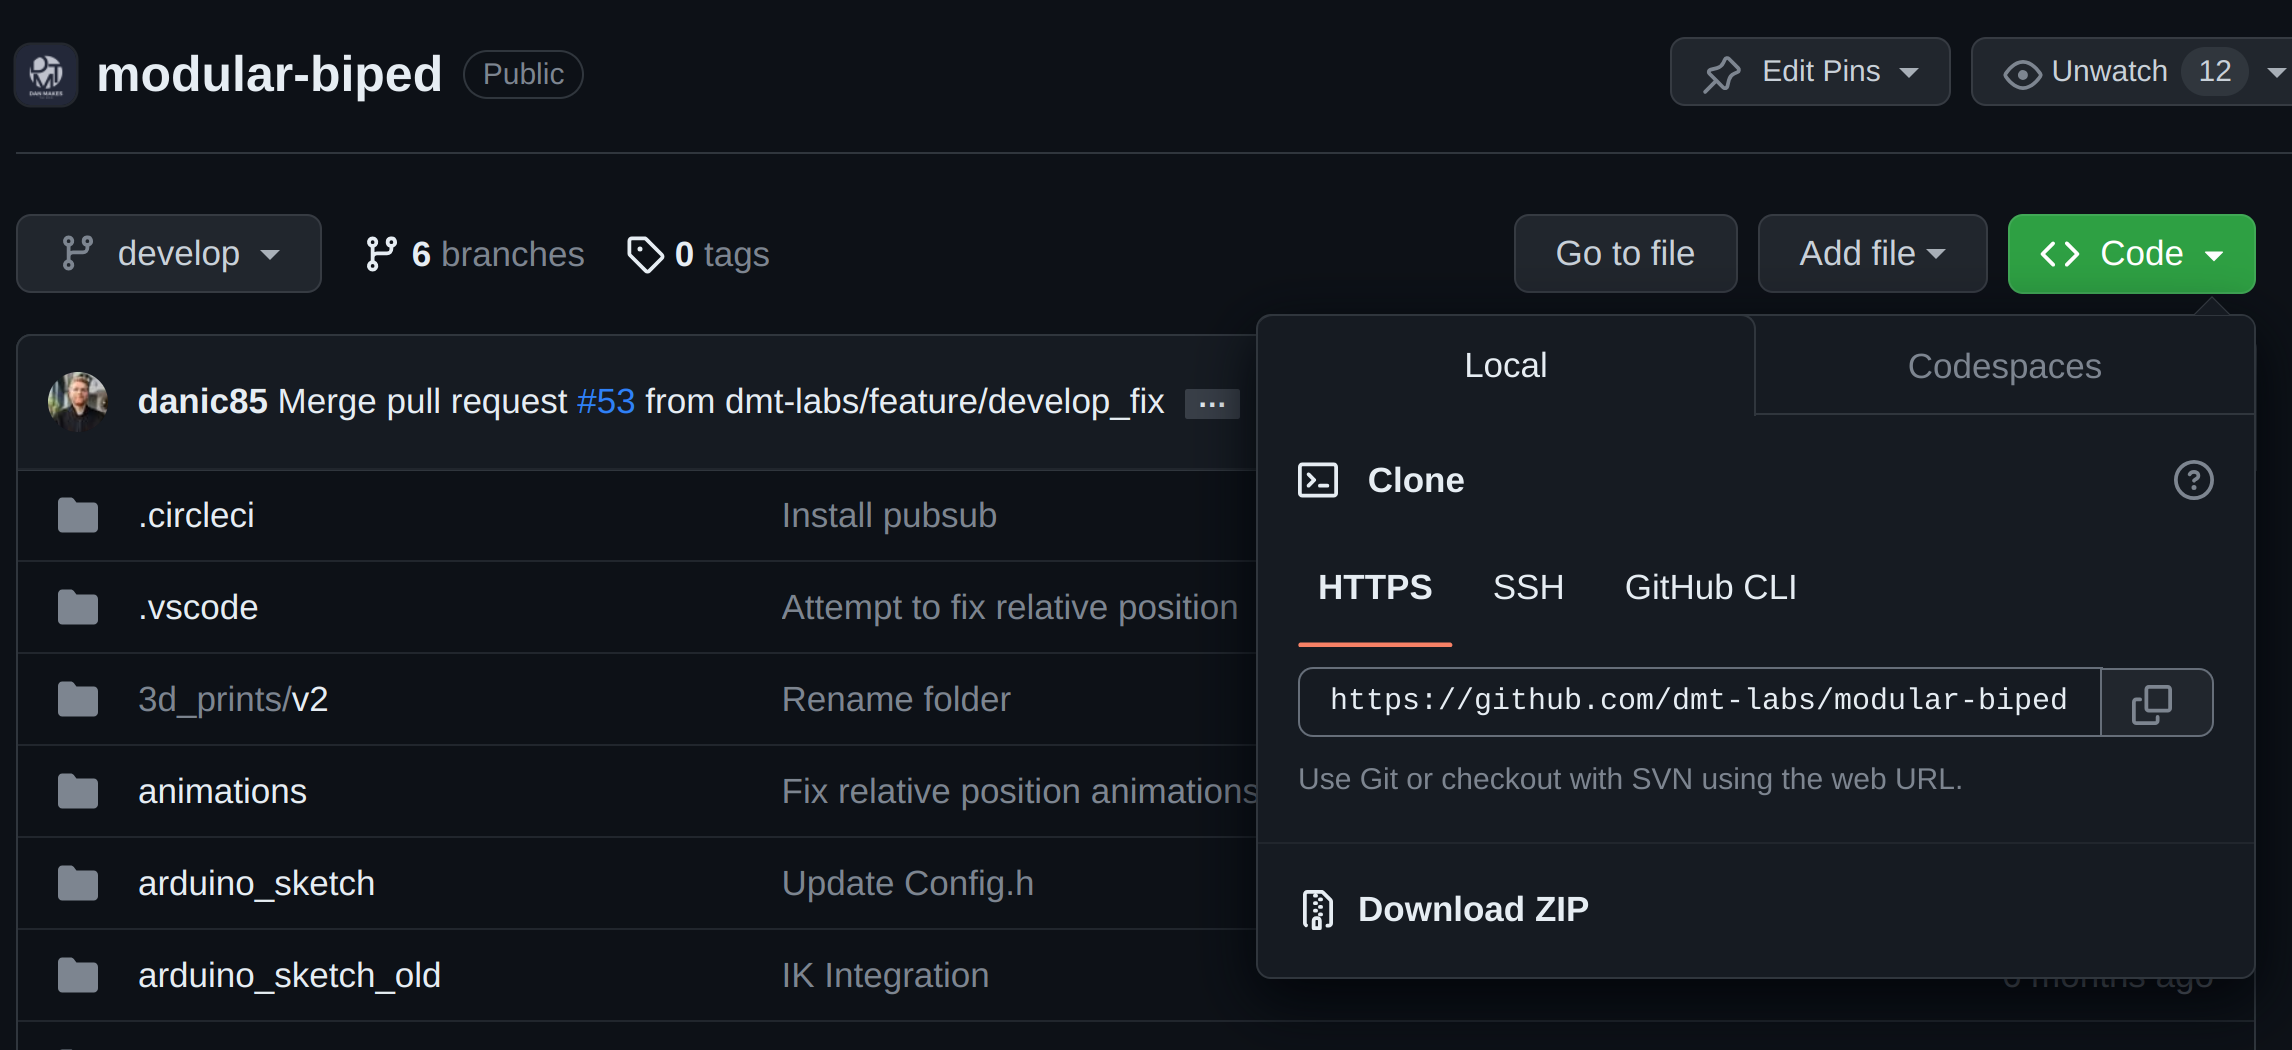 modular-biped Public Edit Pins Unwatch 12
develop 6 branches 0 tags Go to file Add file Code
danic85 Merge pull request #53 from dmt-labs/feature/develop_fix ...
Local Codespaces
Clone
HTTPS SSH GitHub CLI
https://github.com/dmt-labs/modular-biped
Use Git or checkout with SVN using the web URL.
Download ZIP
.circleci Install pubsub
.vscode Attempt to fix relative position
3d_prints/v2 Rename folder
animations Fix relative position animations
arduino_sketch Update Config.h
arduino_sketch_old IK Integration months ago